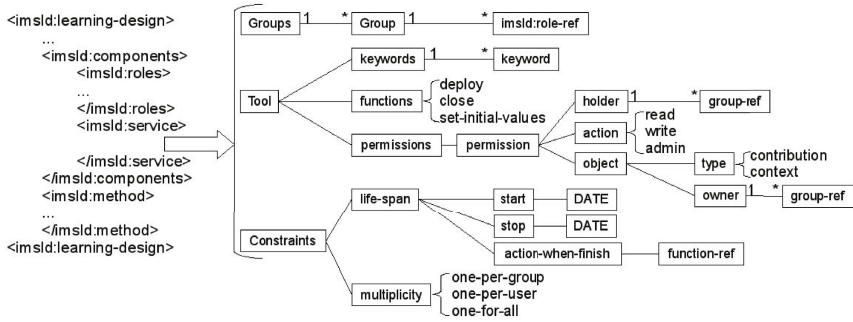 <imsld:learning-design>
...
<imsld:components>
<imsld:roles>
...
</imsld:roles>
<imsld:service>
</imsld:service>
</imsld:components>
<imsld:method>
...
</imsld:method>
<imsld:learning-design>
Groups 1 * Group 1 * imsld:role-ref
Tool
keywords 1 * keyword
functions
deploy
close
set-initial-values
permissions permission
holder 1 * group-ref
action
read
write
admin
object
type
contribution
context
owner 1 * group-ref
Constraints
life-span
start DATE
stop DATE
action-when-finish function-ref
multiplicity
one-per-group
one-per-user
one-for-all